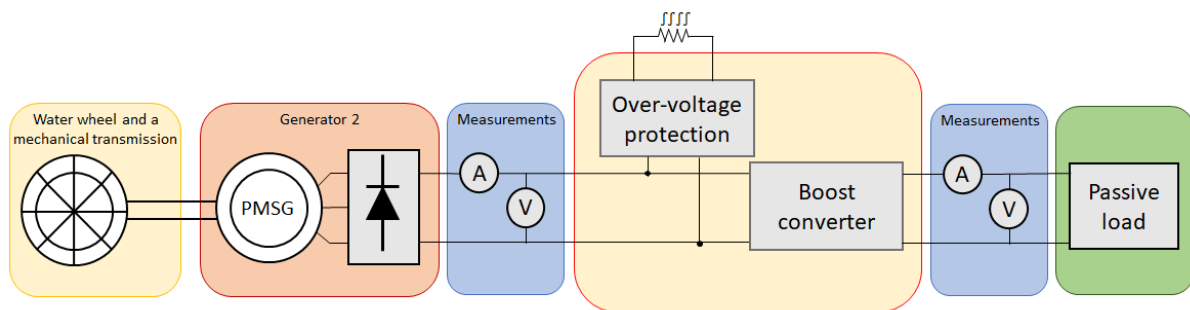 Water wheel and a
mechanical transmission
Generator 2
PMSG
Measurements
A
V
∫∫∫∫
Over-voltage
protection
Boost
converter
Measurements
A
V
Passive
load